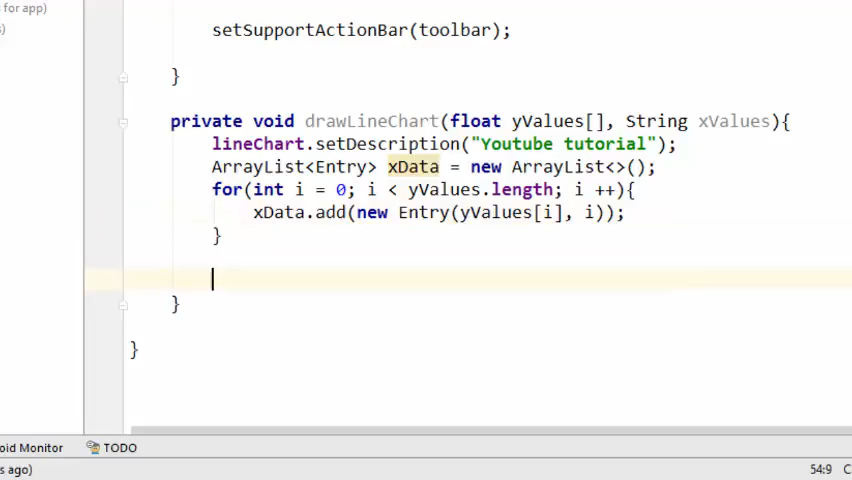 s for app)
s)
setSupportActionBar(toolbar);
}
private void drawLineChart(float yValues[], String xValues){
lineChart.setDescription("Youtube tutorial");
ArrayList<Entry> xData = new ArrayList<>();
for(int i = 0; i < yValues.length; i ++){
xData.add(new Entry(yValues[i], i));
}
}
}
oid Monitor TODO
s ago) 54:9 C